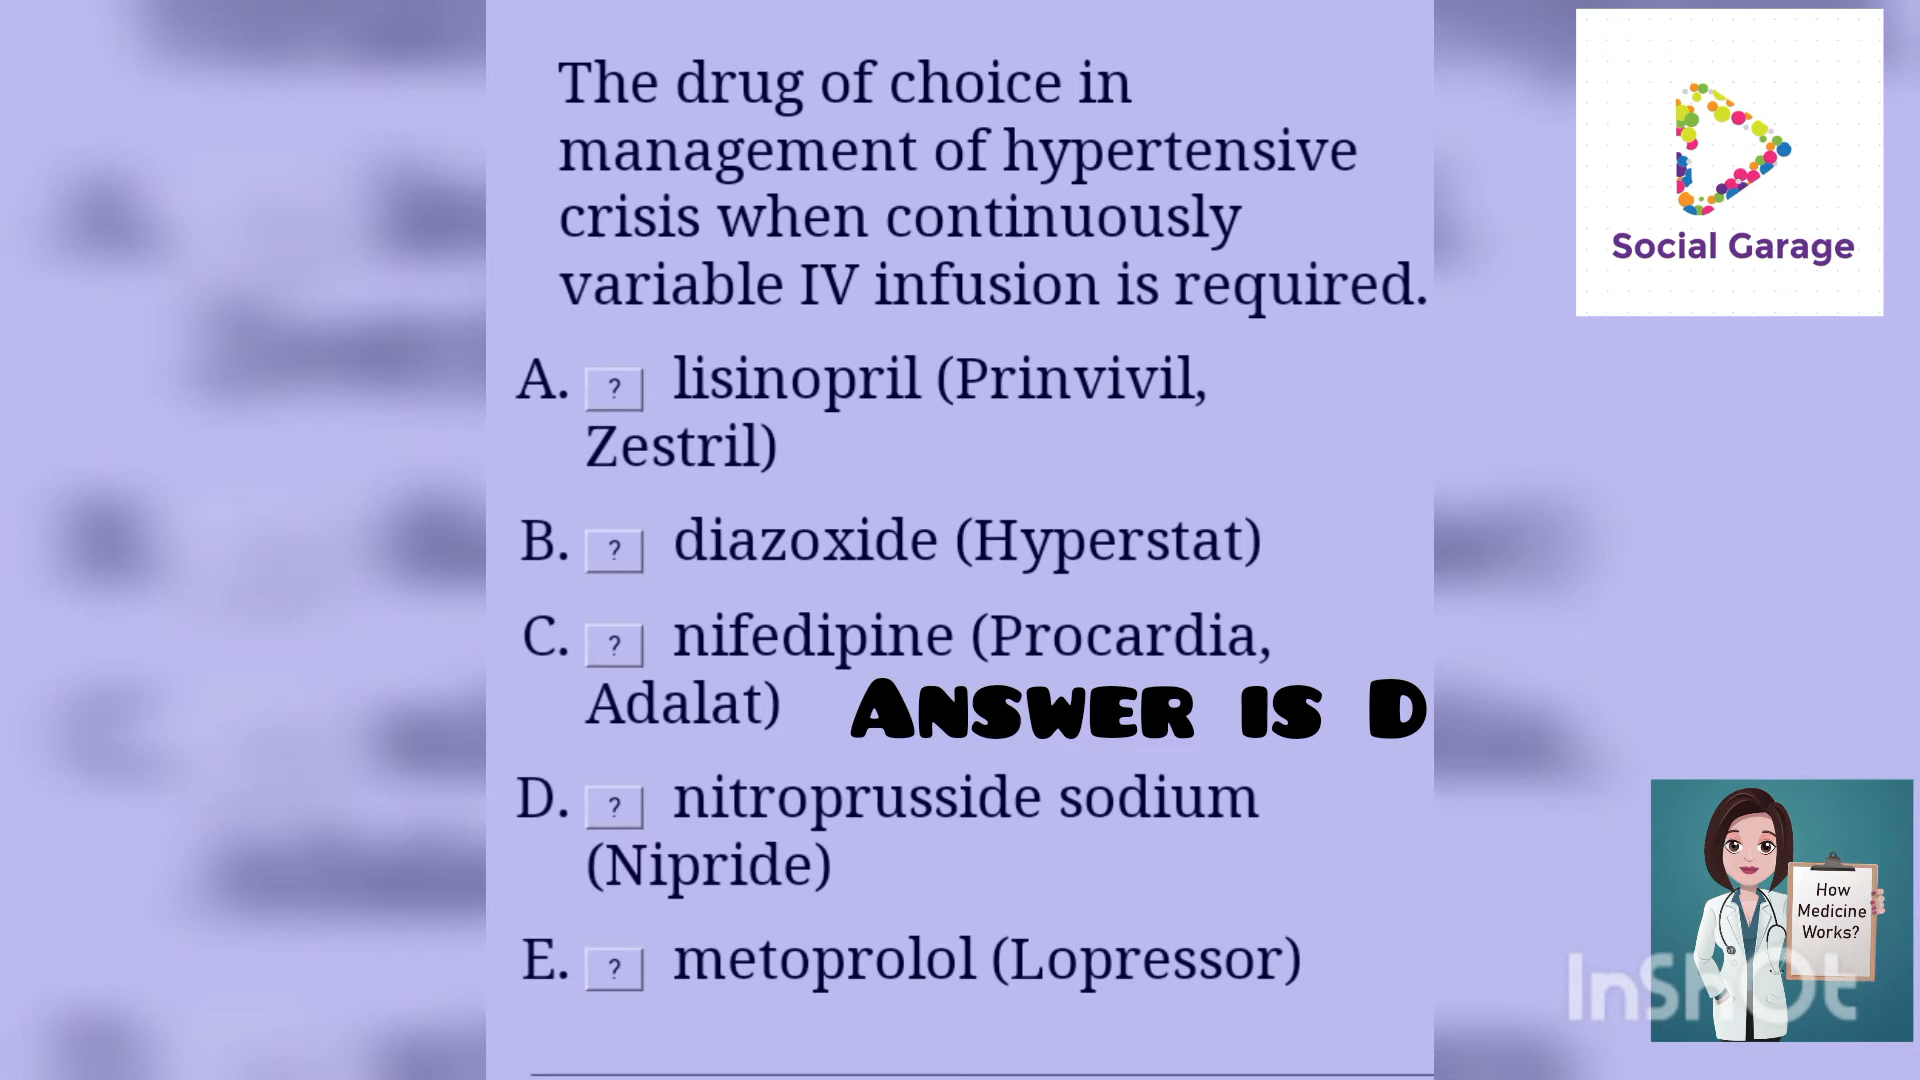 The drug of choice in
management of hypertensive
crisis when continuously
variable IV infusion is required.
A. ? lisinopril (Prinvivil,
Zestril)
B. ? diazoxide (Hyperstat)
C. ? nifedipine (Procardia,
Adalat)
Answer is D
D. ? nitroprusside sodium
(Nipride)
E. ? metoprolol (Lopressor)
Social Garage
How
Medicine
Works?
InShOt